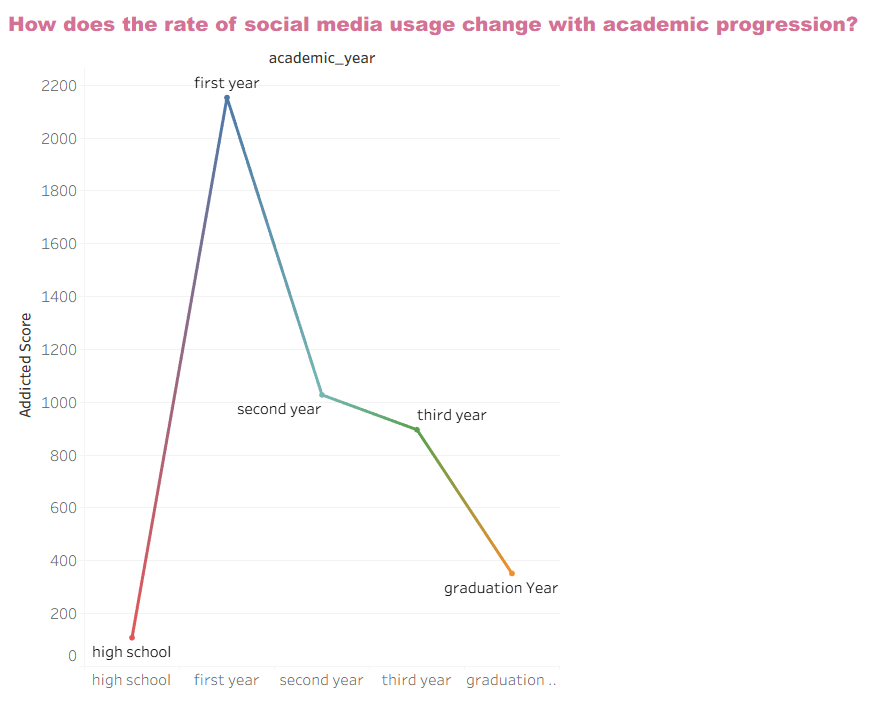 How does the rate of social media usage change with academic progression?
academic_year
2200
2000
1800
1600
1400
1200
1000
800
600
400
200
0
Addicted Score
first year
second year
third year
graduation Year
high school
high school first year second year third year graduation ..